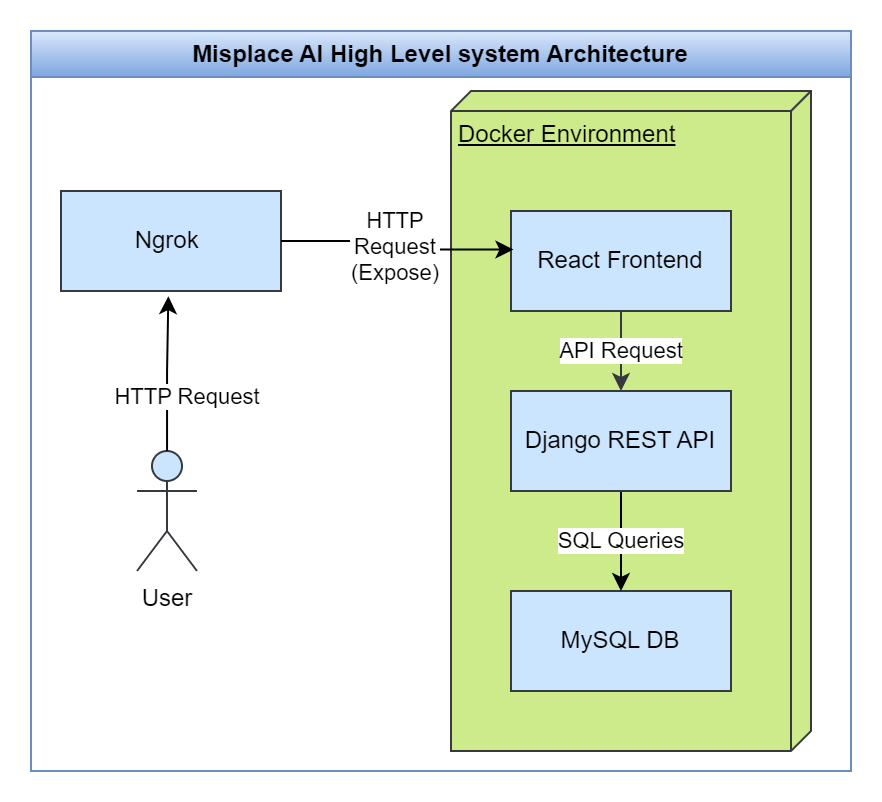 Misplace AI High Level system Architecture
Docker Environment
Ngrok
HTTP
Request
(Expose)
React Frontend
API Request
HTTP Request
Django REST API
SQL Queries
User
MySQL DB